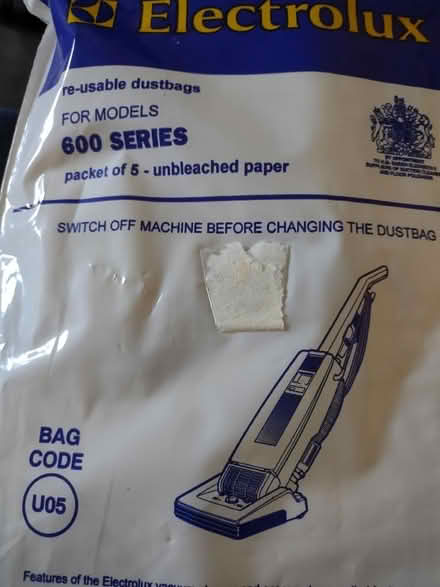 Electrolux
re-usable dustbags
FOR MODELS
600 SERIES
packet of 5 - unbleached paper
SWITCH OFF MACHINE BEFORE CHANGING THE DUSTBAG
BAG
CODE
U05
Features of the Electrolux